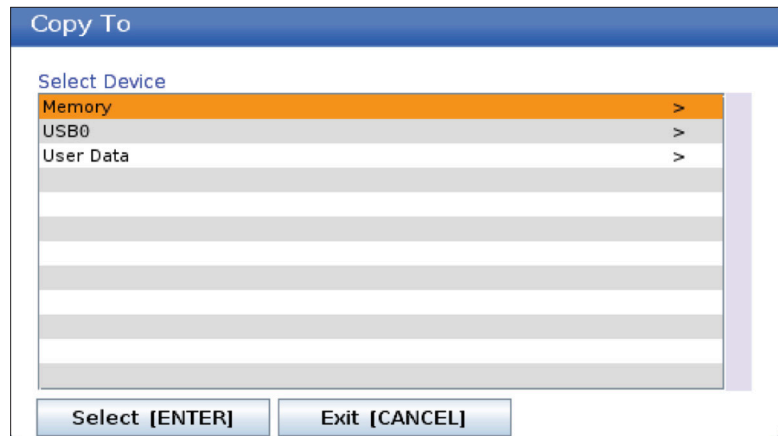 Copy To
Select Device
Memory >
USB0 >
User Data >
Select [ENTER] Exit [CANCEL]